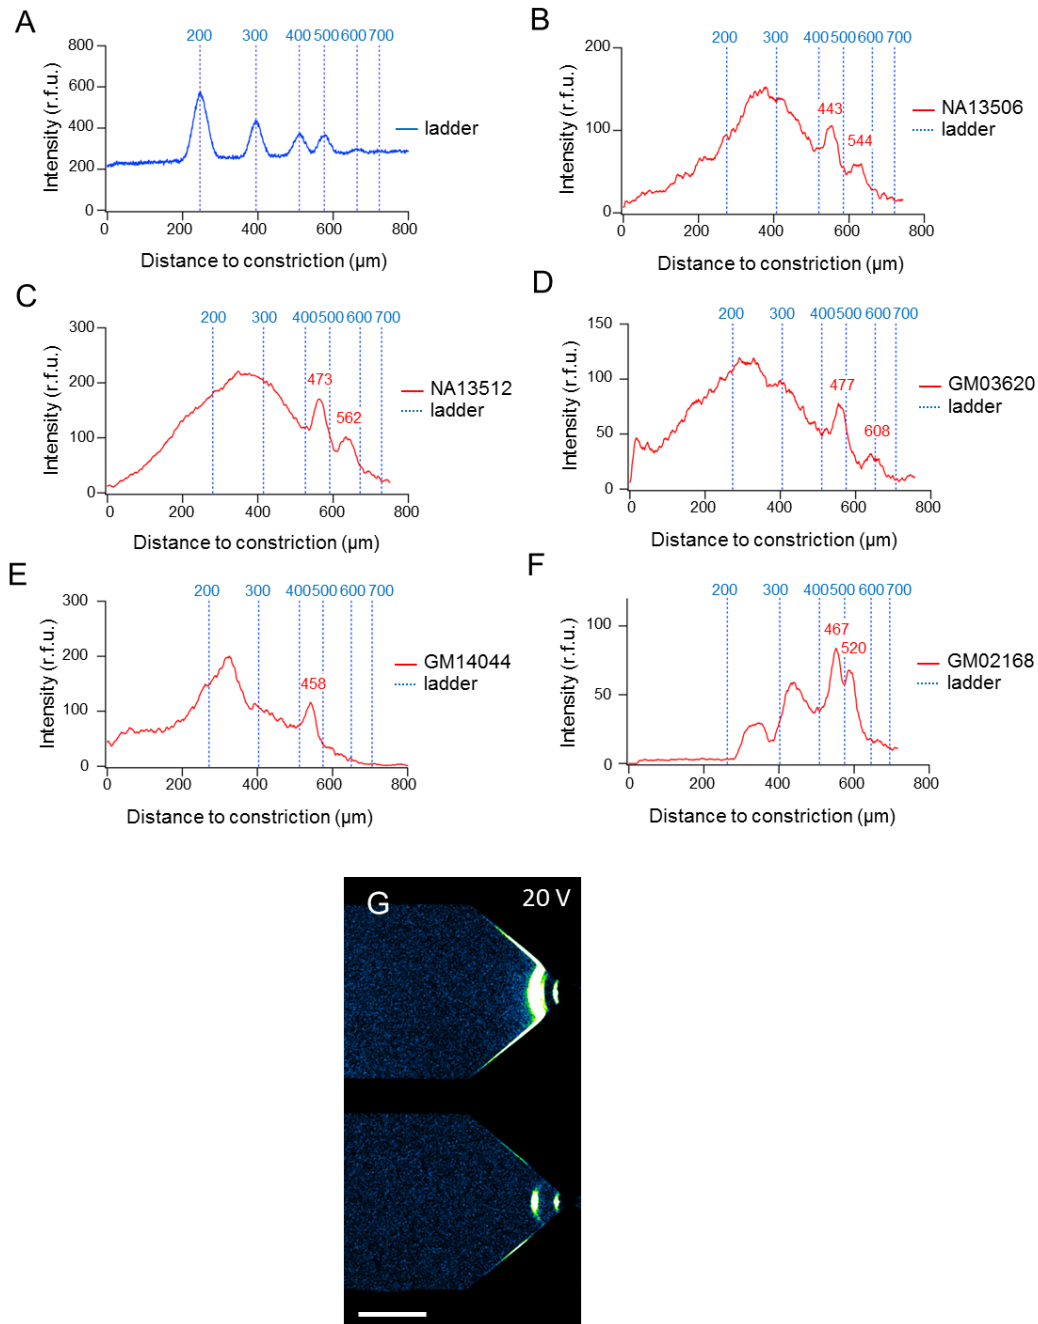 A
200 300 400 500 600 700
800
600
400
200
0
Intensity (r.f.u.)
ladder
0 200 400 600 800
Distance to constriction (µm)
B
200 300 400 500 600 700
200
100
0
Intensity (r.f.u.)
443
544
NA13506
ladder
0 200 400 600 800
Distance to constriction (µm)
C
200 300 400 500 600 700
300
200
100
0
Intensity (r.f.u.)
473
562
NA13512
ladder
0 200 400 600 800
Distance to constriction (µm)
D
200 300 400 500 600 700
150
100
50
0
Intensity (r.f.u.)
477
608
GM03620
ladder
0 200 400 600 800
Distance to constriction (µm)
E
200 300 400 500 600 700
300
200
100
0
Intensity (r.f.u.)
458
GM14044
ladder
0 200 400 600 800
Distance to constriction (µm)
F
200 300 400 500 600 700
100
50
0
Intensity (r.f.u.)
467
520
GM02168
ladder
0 200 400 600 800
Distance to constriction (µm)
G
20 V